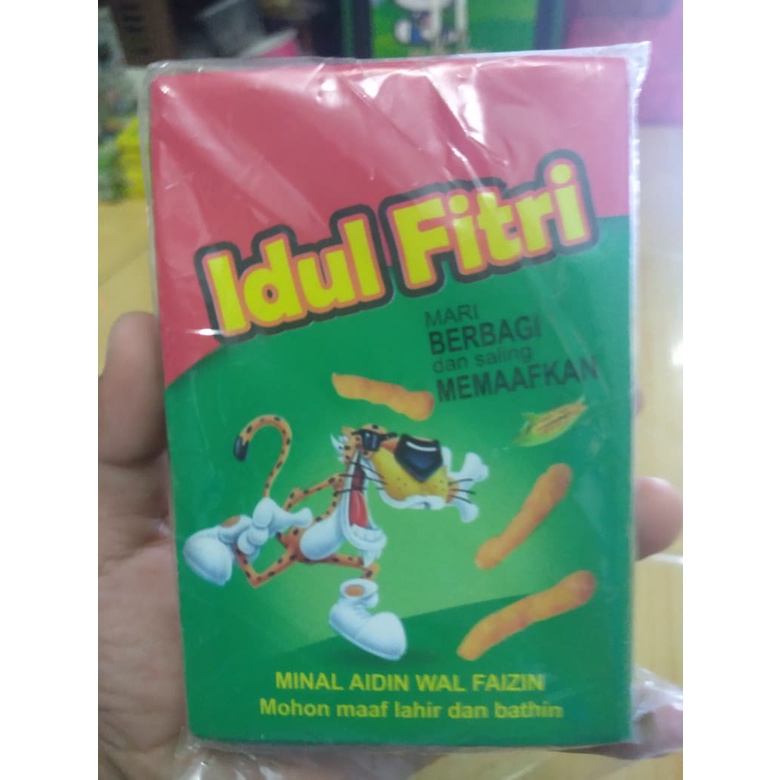 Idul Fitri
MARI
BERBAGI
dan saling
MEMAAFKAN
MINAL AIDIN WAL FAIZIN
Mohon maaf lahir dan bathin